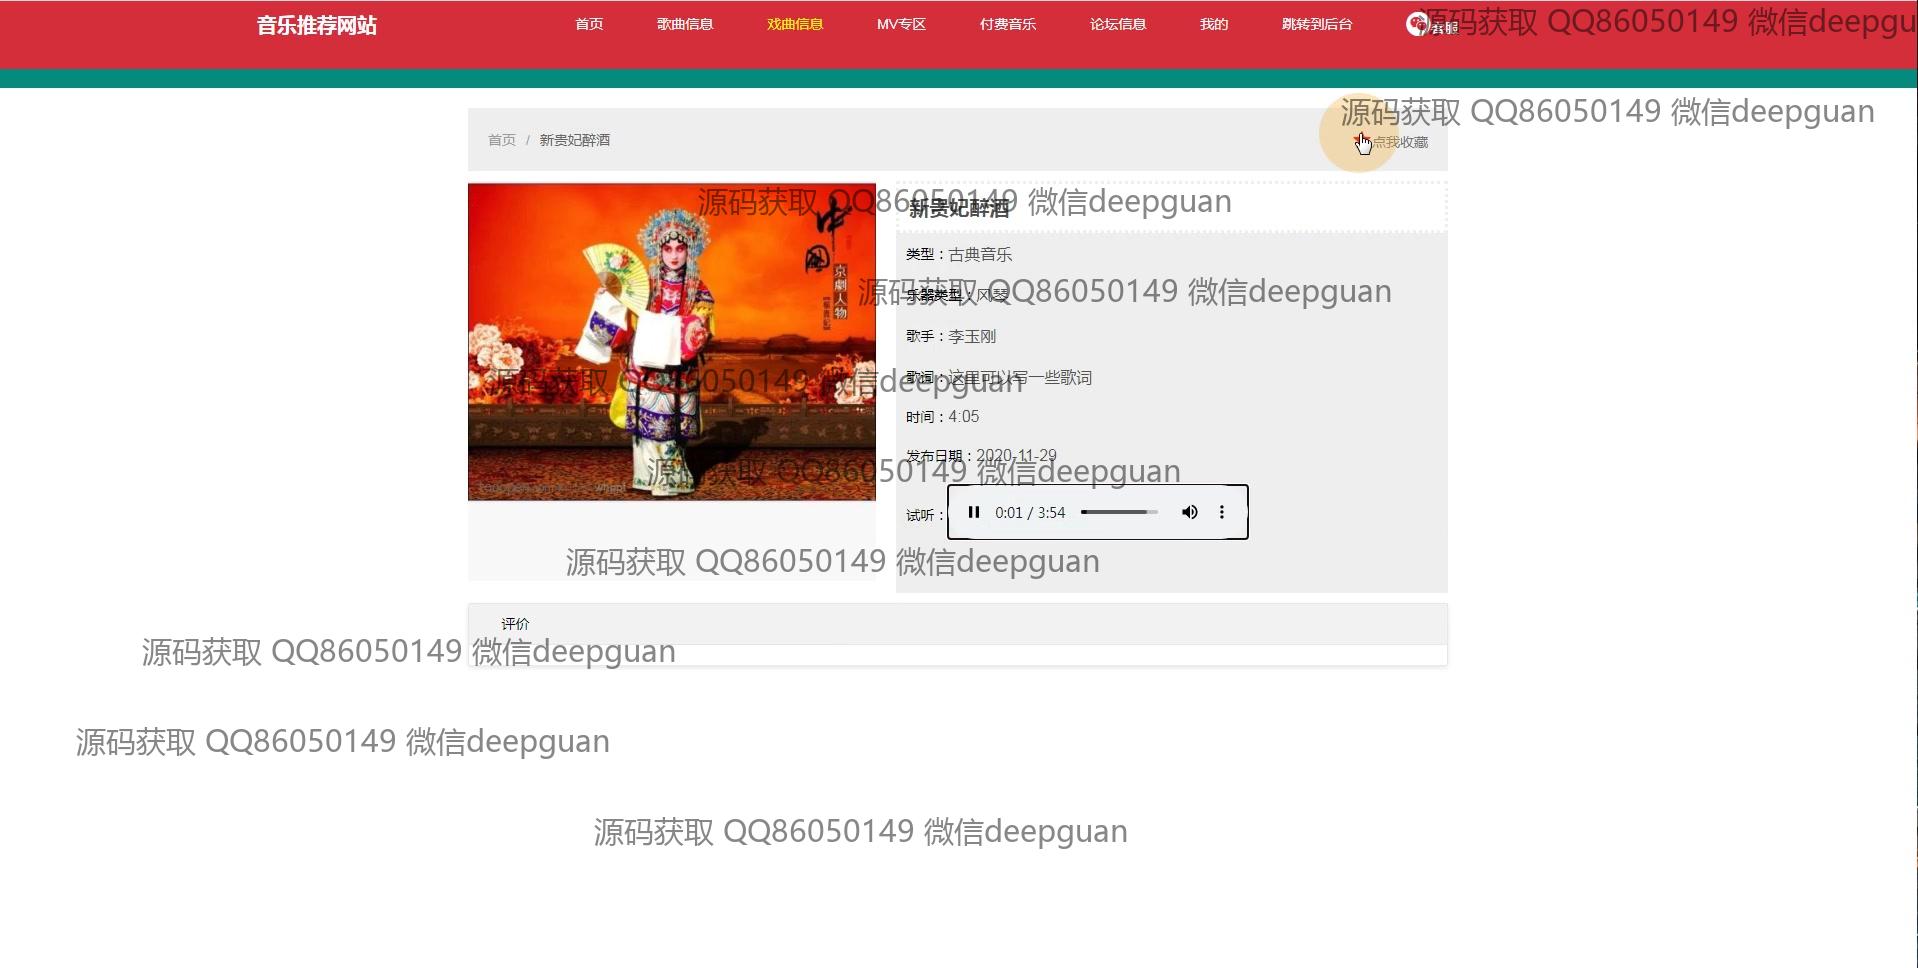 音乐推荐网站
首页 歌曲信息 戏曲信息 MV专区 付费音乐 论坛信息 我的 跳转到后台 客服
源码获取 QQ86050149 微信deepgu
源码获取 QQ86050149 微信deepguan
首页 / 新贵妃醉酒
点我收藏
源码获取 QQ86050149 微信deepguan
新贵妃醉酒
中国
京劇人物
类型：古典音乐
源码获取 QQ86050149 微信deepguan
乐器类型：风琴
歌手：李玉刚
源码获取 QQ86050149 微信deepguan
歌词：这里可以写一些歌词
时间：4:05
发布日期：2020-11-29
源码获取 QQ86050149 微信deepguan
试听：
0:01 / 3:54
源码获取 QQ86050149 微信deepguan
评价
源码获取 QQ86050149 微信deepguan
源码获取 QQ86050149 微信deepguan
源码获取 QQ86050149 微信deepguan